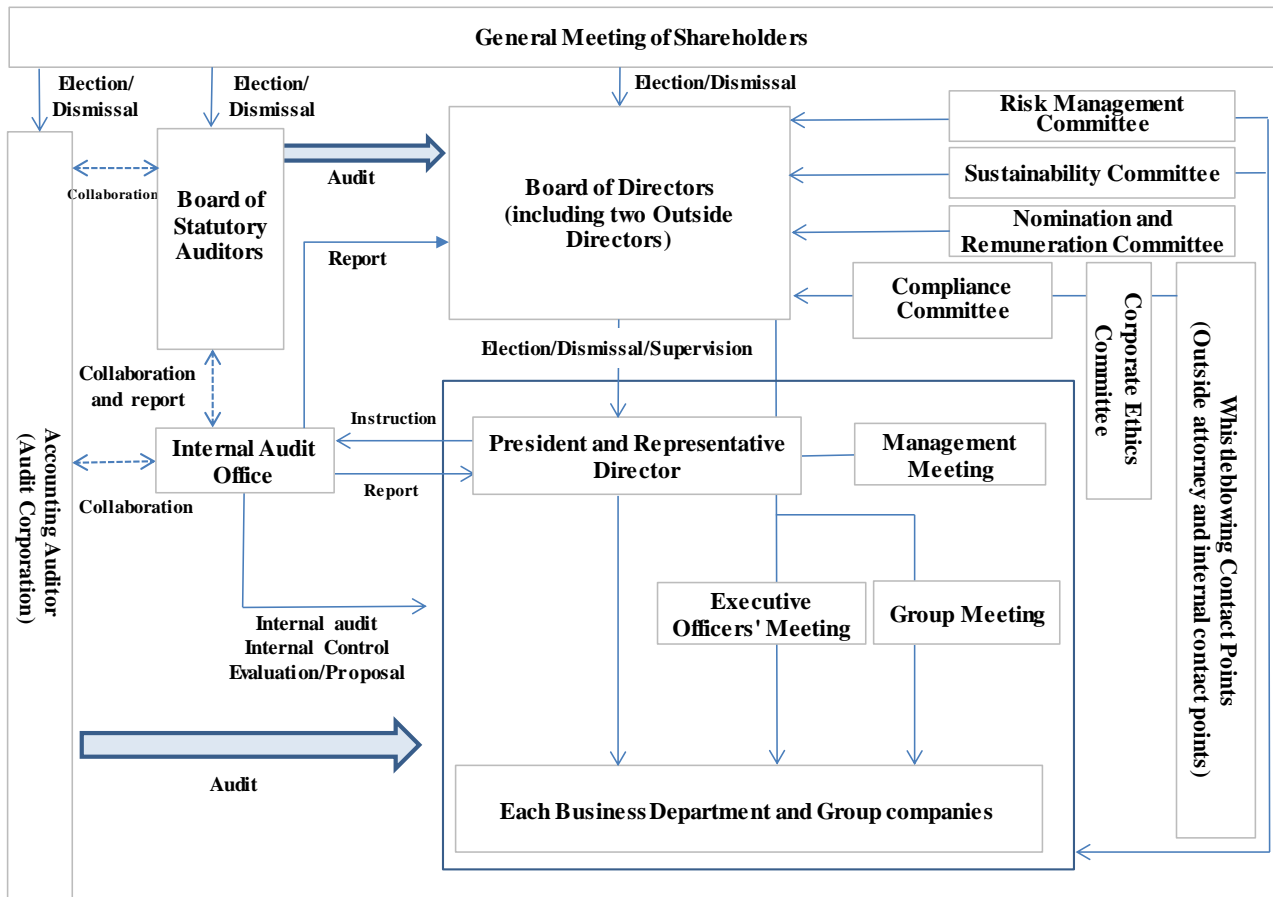 General Meeting of Shareholders
Election/
Dismissal
Election/
Dismissal
Election/Dismissal
Risk Management
Committee
Sustainability Committee
Nomination and
Remuneration Committee
Compliance
Committee
Corporate Ethics
Committee
Whistleblowing Contact Points
(Outside attorney and internal contact points)
Collaboration
Board of
Statutory
Auditors
Audit
Board of Directors
(including two Outside
Directors)
Report
Election/Dismissal/Supervision
Collaboration
and report
Accounting Auditor
(Audit Corporation)
Internal Audit
Office
Instruction
Report
Collaboration
President and Representative
Director
Management
Meeting
Executive
Officers' Meeting
Group Meeting
Internal audit
Internal Control
Evaluation/Proposal
Audit
Each Business Department and Group companies